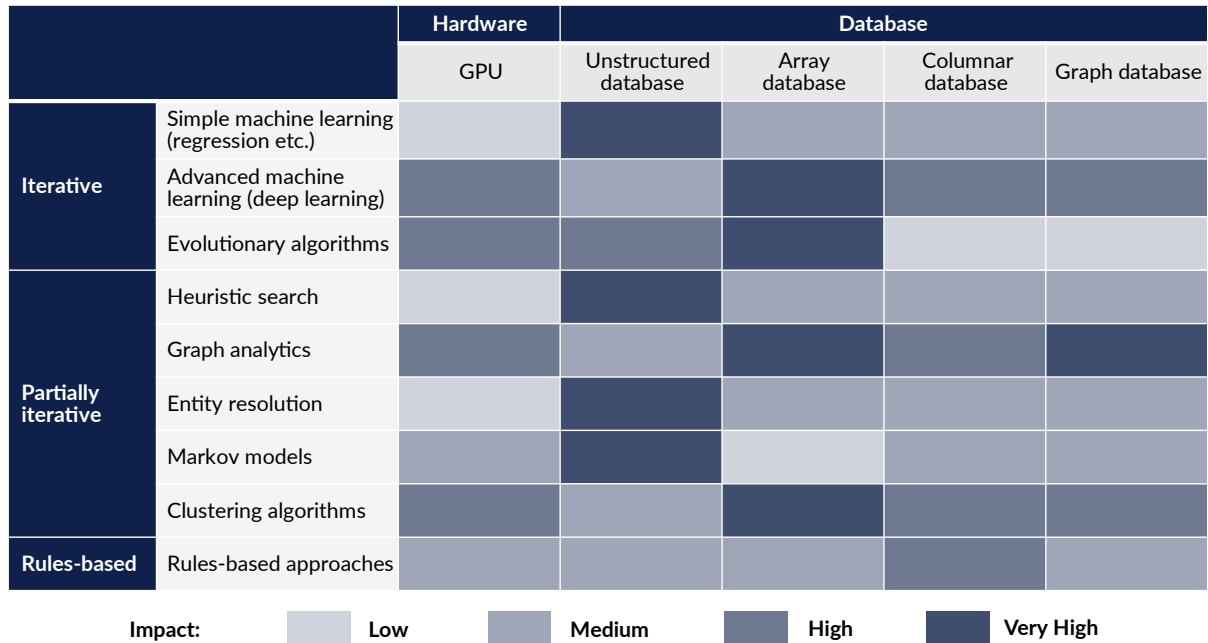 Hardware
Database
GPU
Unstructured
database
Array
database
Columnar
database
Graph database
Iterative
Simple machine learning
(regression etc.)
Advanced machine
learning (deep learning)
Evolutionary algorithms
Partially
iterative
Heuristic search
Graph analytics
Entity resolution
Markov models
Clustering algorithms
Rules-based
Rules-based approaches
Impact:
Low
Medium
High
Very High